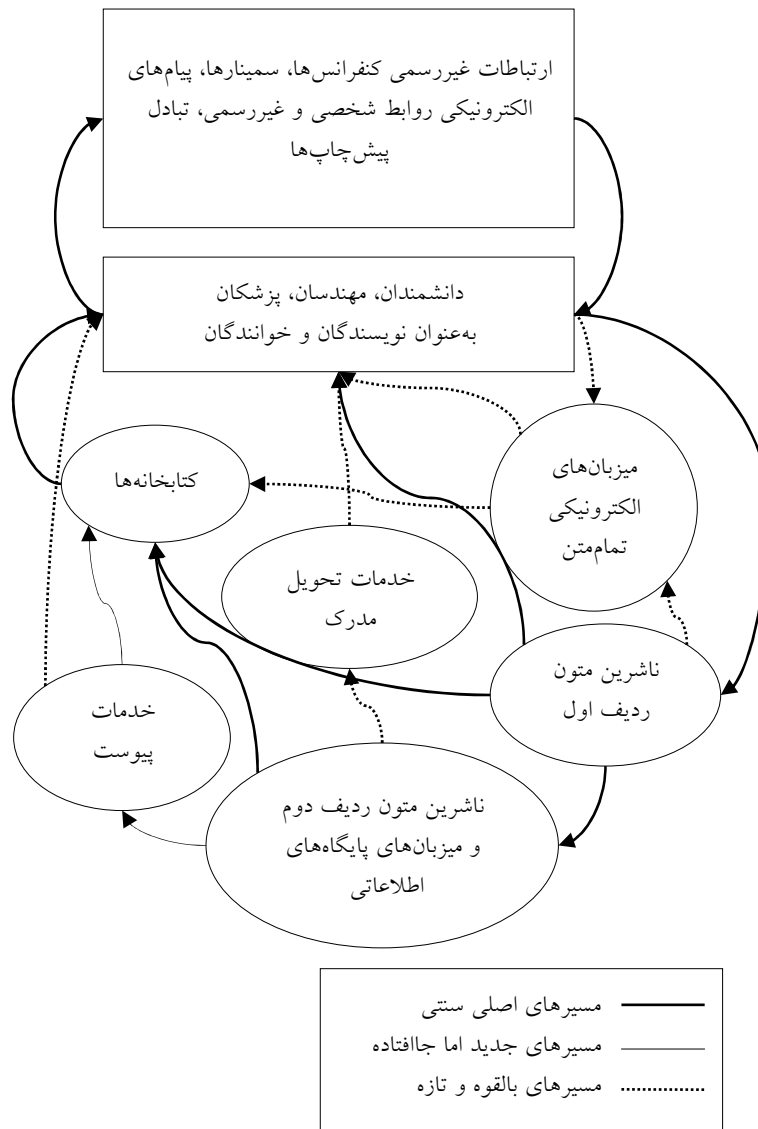 ارتباطات غیررسمی کنفرانس‌ها، سمینارها، پیام‌های
الکترونیکی روابط شخصی و غیررسمی، تبادل
پیش‌چاپ‌ها
دانشمندان، مهندسان، پزشکان
به‌عنوان نویسندگان و خوانندگان
میزبان‌های
الکترونیکی
تمام‌متن
کتابخانه‌ها
خدمات تحویل
مدرک
ناشرین متون
ردیف اول
خدمات
پیوست
ناشرین متون ردیف دوم
و میزبان‌های پایگاه‌های
اطلاعاتی
مسیرهای اصلی سنتی
مسیرهای جدید اما جاافتاده
مسیرهای بالقوه و تازه